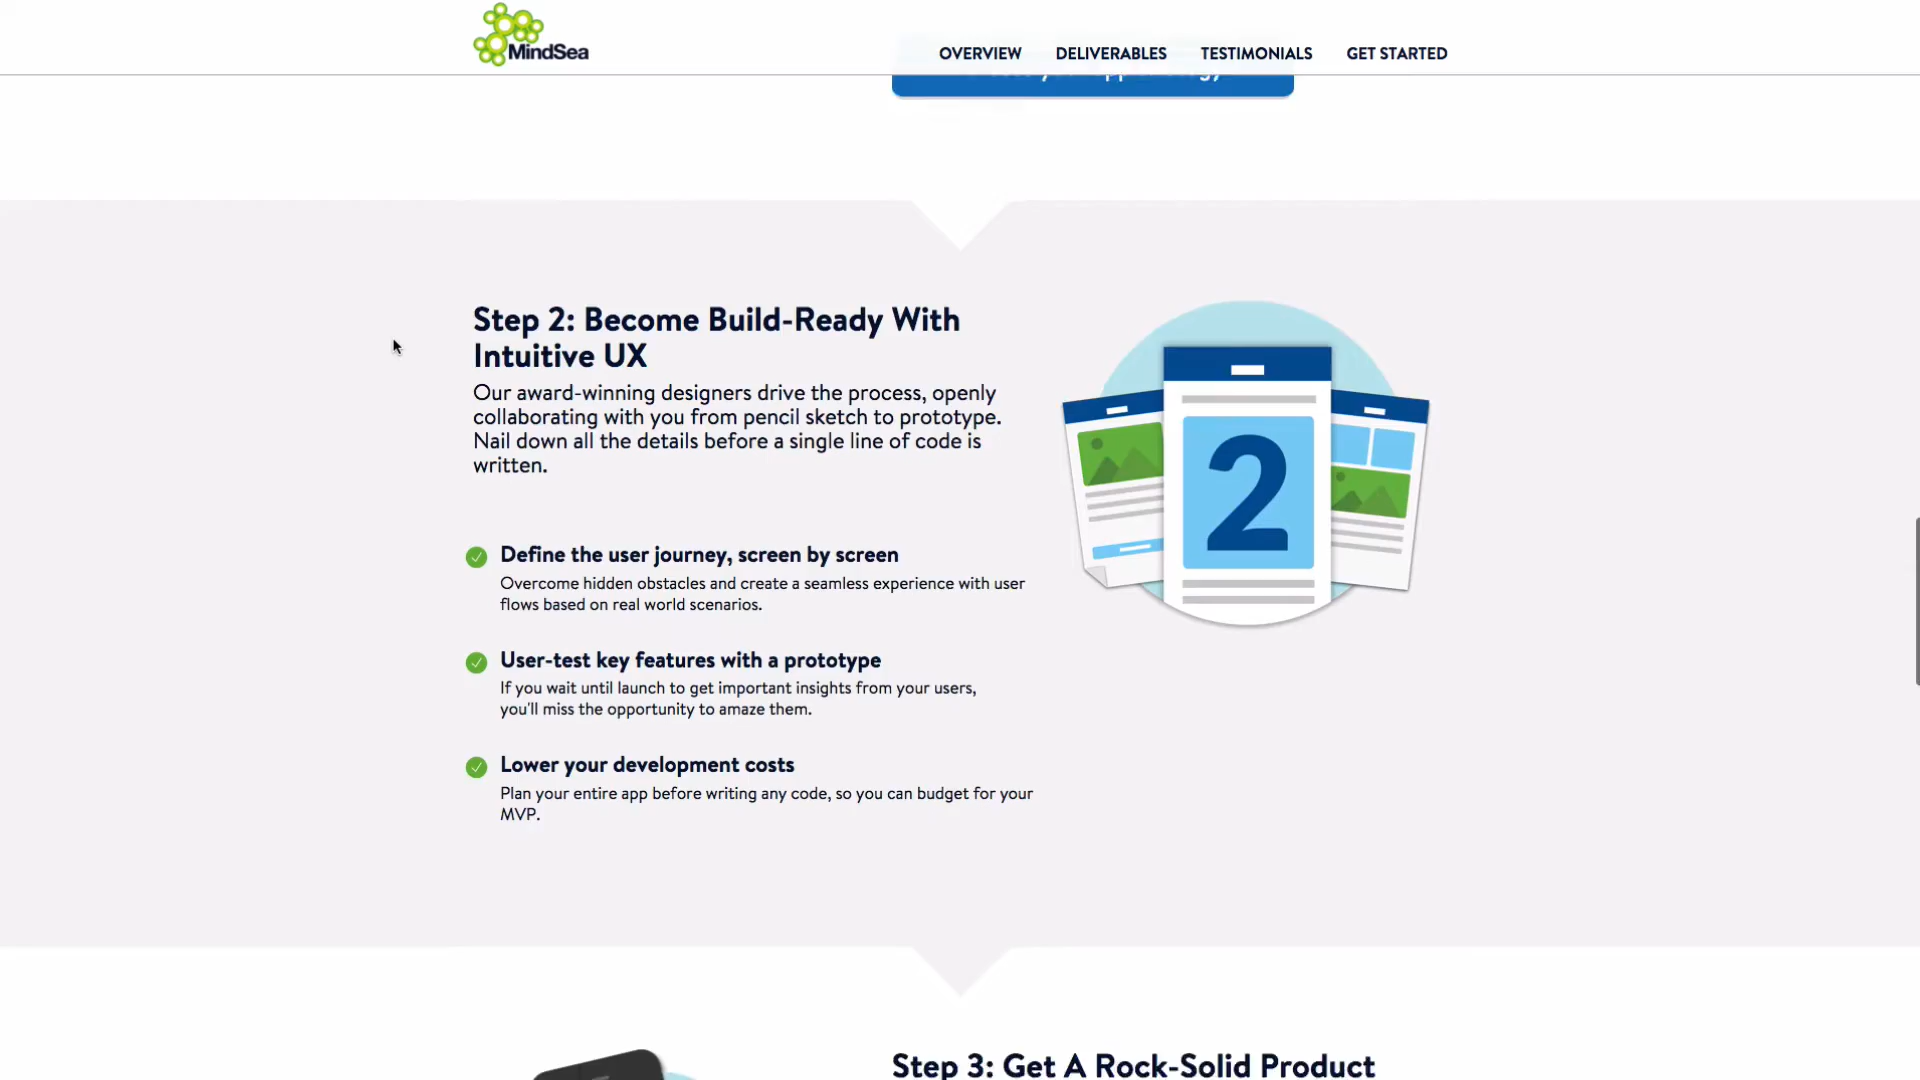 MindSea
OVERVIEW DELIVERABLES TESTIMONIALS GET STARTED
Step 2: Become Build-Ready With
Intuitive UX
Our award-winning designers drive the process, openly
collaborating with you from pencil sketch to prototype.
Nail down all the details before a single line of code is
written.
2
Define the user journey, screen by screen
Overcome hidden obstacles and create a seamless experience with user
flows based on real world scenarios.
User-test key features with a prototype
If you wait until launch to get important insights from your users,
you'll miss the opportunity to amaze them.
Lower your development costs
Plan your entire app before writing any code, so you can budget for your
MVP.
Step 3: Get A Rock-Solid Product